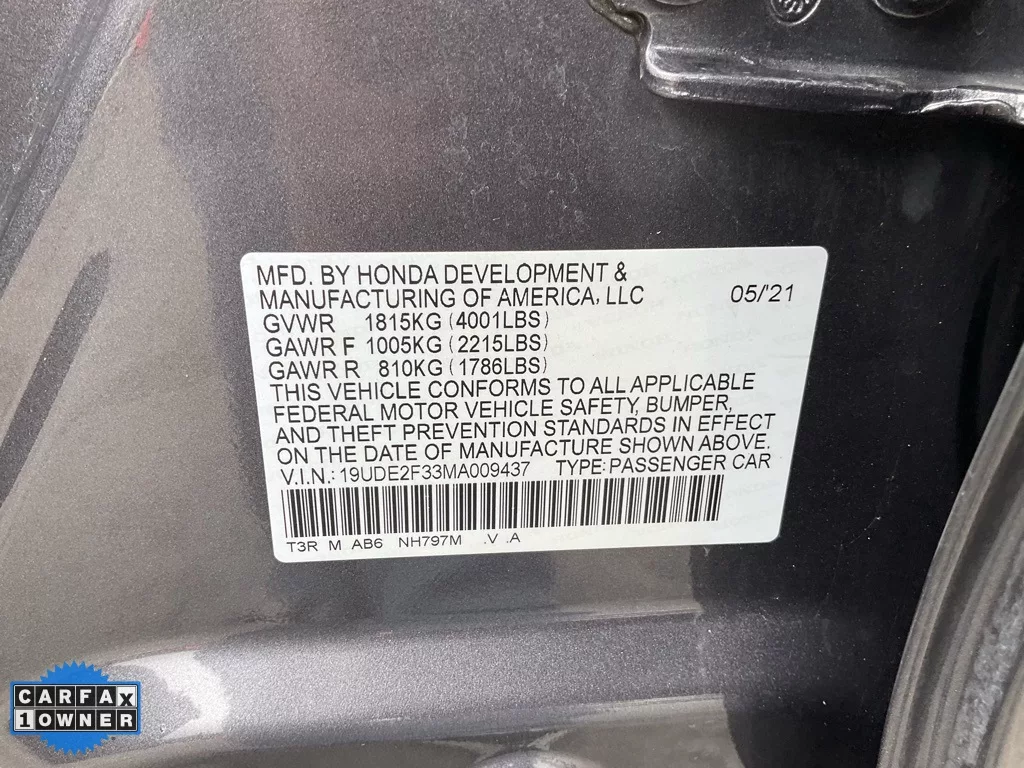 MFD. BY HONDA DEVELOPMENT &
MANUFACTURING OF AMERICA, LLC 05/'21
GVWR 1815KG (4001LBS)
GAWR F 1005KG (2215LBS)
GAWR R 810KG (1786LBS)
THIS VEHICLE CONFORMS TO ALL APPLICABLE
FEDERAL MOTOR VEHICLE SAFETY, BUMPER,
AND THEFT PREVENTION STANDARDS IN EFFECT
ON THE DATE OF MANUFACTURE SHOWN ABOVE.
V.I.N.: 19UDE2F33MA009437 TYPE: PASSENGER CAR
T3R M AB6 NH797M .V .A
CARFAX
1 OWNER